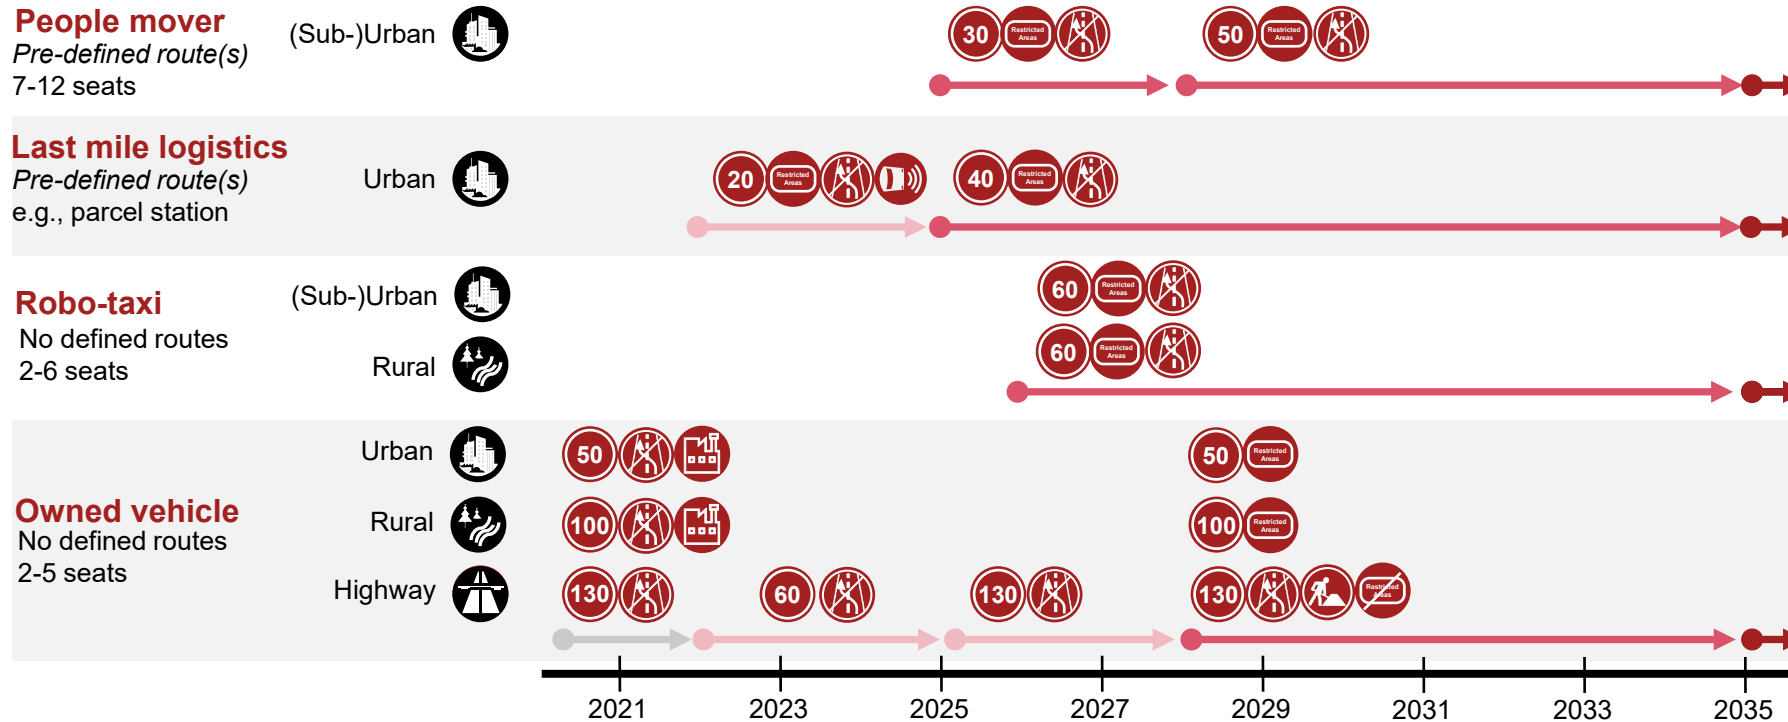 People mover
Pre-defined route(s)
7-12 seats
(Sub-)Urban
30 Restricted Areas
50 Restricted Areas
Last mile logistics
Pre-defined route(s)
e.g., parcel station
Urban
20 Restricted Areas
40 Restricted Areas
Robo-taxi
No defined routes
2-6 seats
(Sub-)Urban
60 Restricted Areas
Rural
60 Restricted Areas
Owned vehicle
No defined routes
2-5 seats
Urban
50
50 Restricted Areas
Rural
100
100 Restricted Areas
Highway
130
60
130
130 Restricted Areas
2021 2023 2025 2027 2029 2031 2033 2035